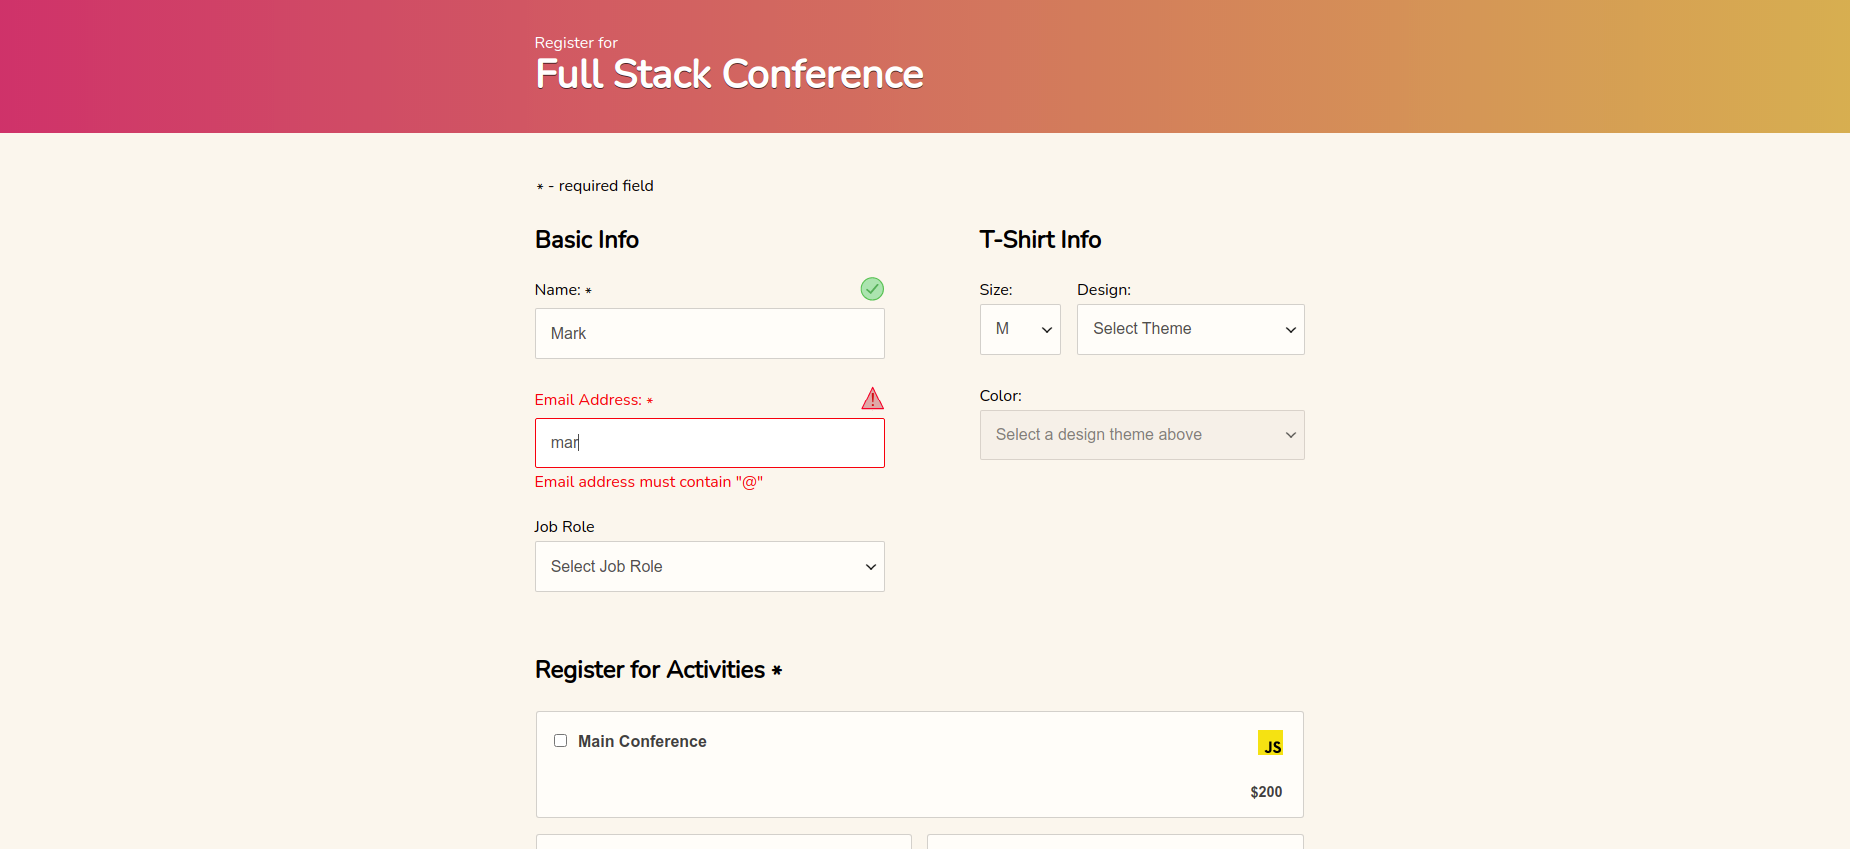 Register for
Full Stack Conference
* - required field
Basic Info
Name: *
Mark
Email Address: *
mar
Email address must contain "@"
Job Role
Select Job Role
T-Shirt Info
Size:
Design:
M
Select Theme
Color:
Select a design theme above
Register for Activities *
Main Conference
JS
$200